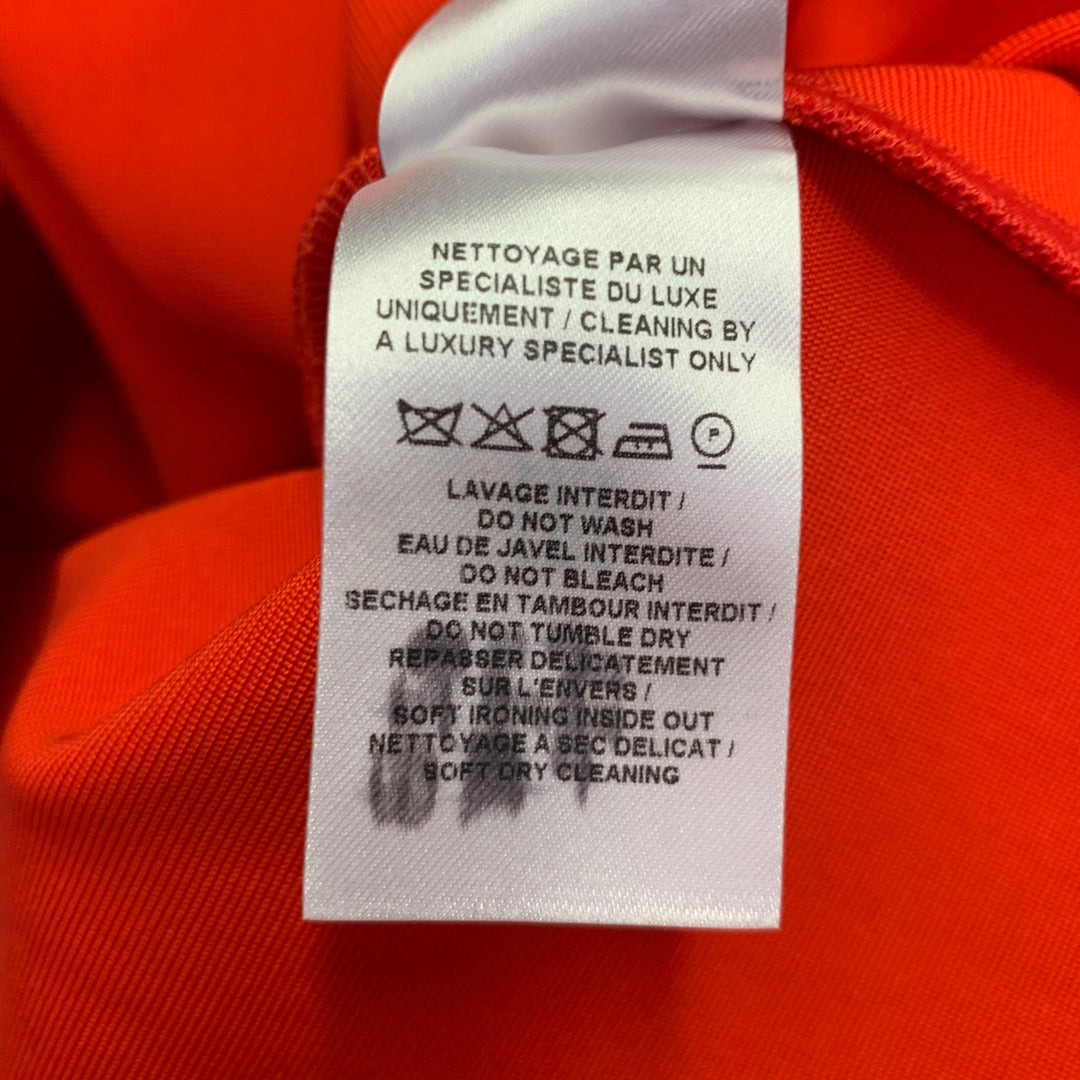 NETTOYAGE PAR UN
SPECIALISTE DU LUXE
UNIQUEMENT / CLEANING BY
A LUXURY SPECIALIST ONLY
P
LAVAGE INTERDIT /
DO NOT WASH
EAU DE JAVEL INTERDITE /
DO NOT BLEACH
SECHAGE EN TAMBOUR INTERDIT /
DO NOT TUMBLE DRY
REPASSER DELICATEMENT
SUR L'ENVERS /
SOFT IRONING INSIDE OUT
NETTOYAGE A SEC DELICAT /
SOFT DRY CLEANING